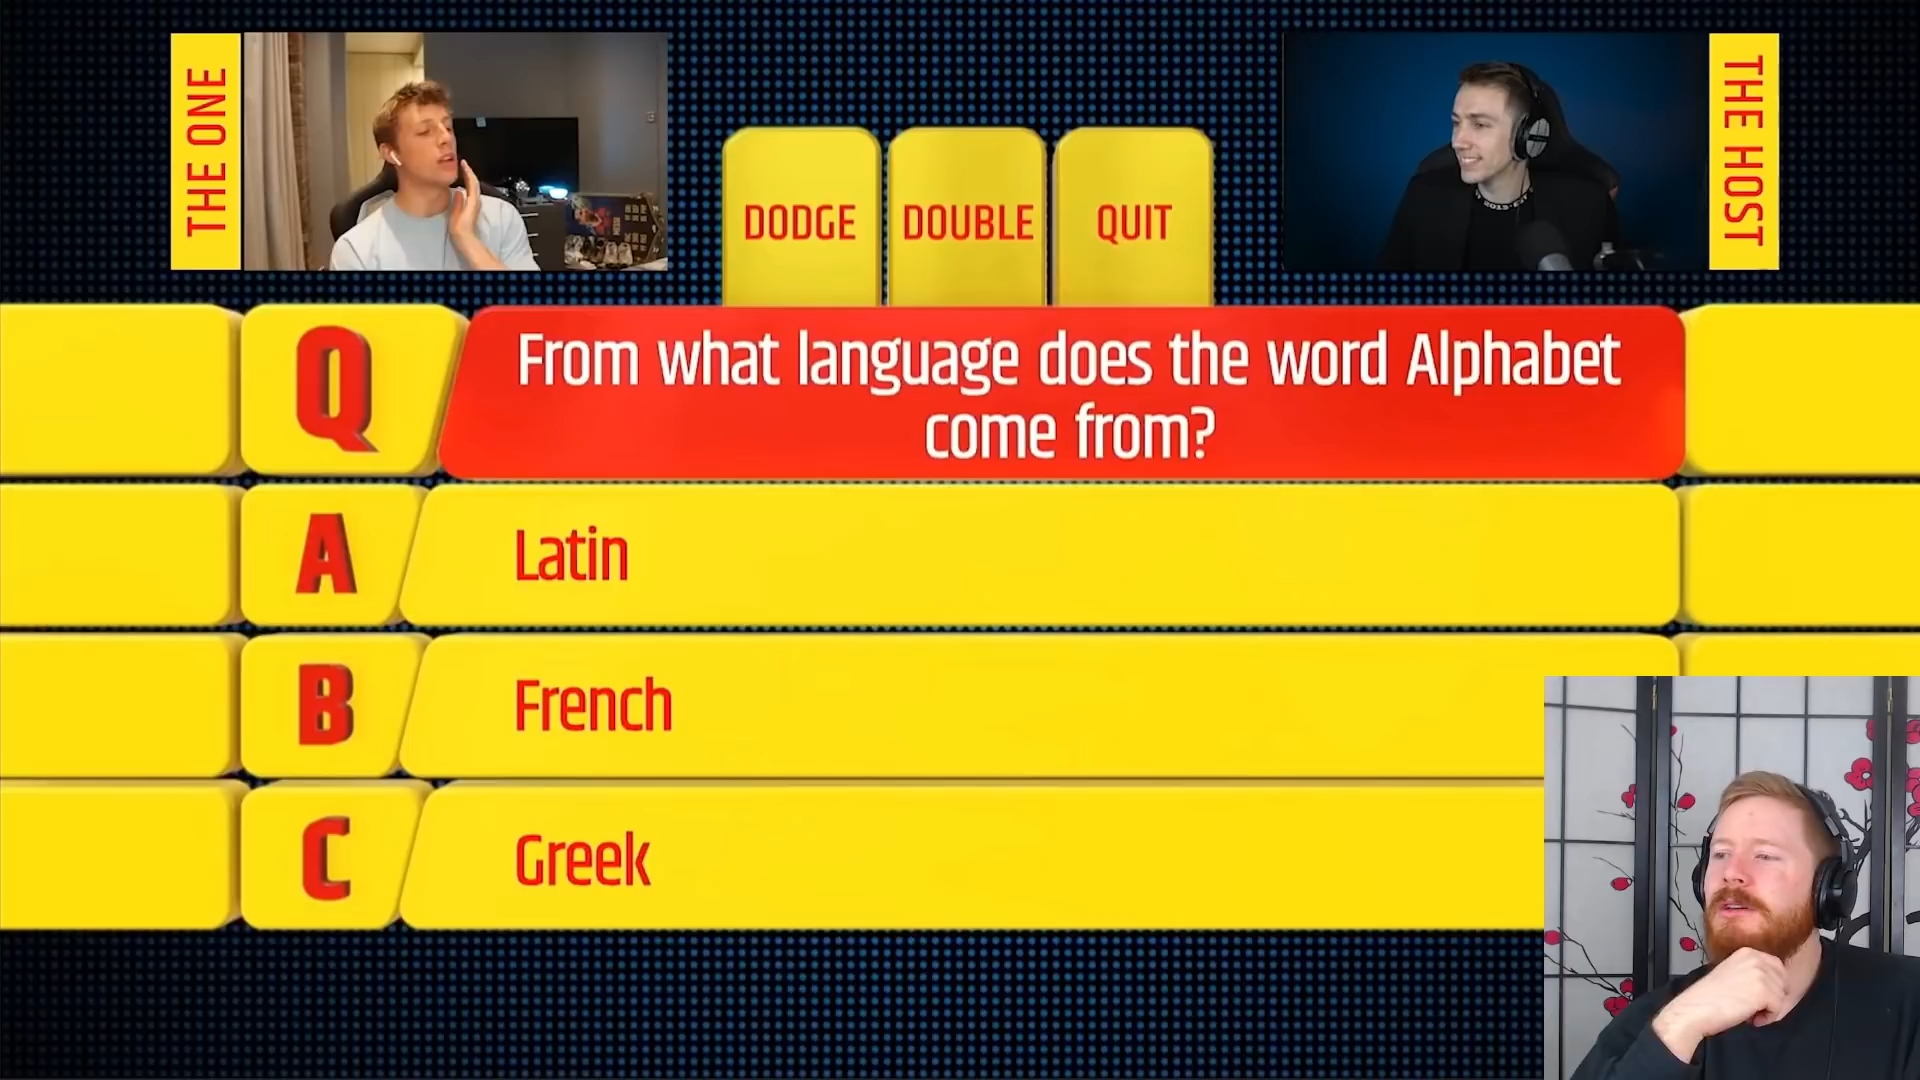 THE ONE
THE HOST
DODGE
DOUBLE
QUIT
Q
From what language does the word Alphabet
come from?
A
Latin
B
French
C
Greek